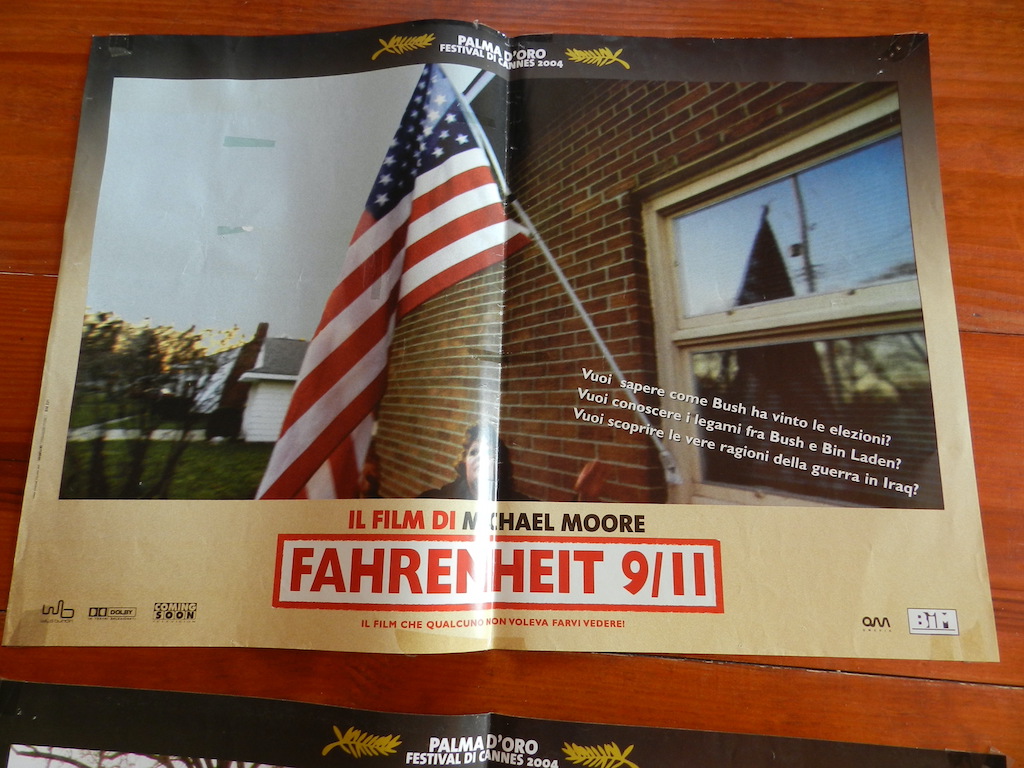 PALMA D'ORO
FESTIVAL DI CANNES 2004
Vuoi sapere come Bush ha vinto le elezioni?
Vuoi conoscere i legami fra Bush e Bin Laden?
Vuoi scoprire le vere ragioni della guerra in Iraq?
IL FILM DI MICHAEL MOORE
FAHRENHEIT 9/11
IL FILM CHE QUALCUNO NON VOLEVA FARVI VEDERE!
DOLBY
COMING
SOON
BiM
PALMA D'ORO
FESTIVAL DI CANNES 2004